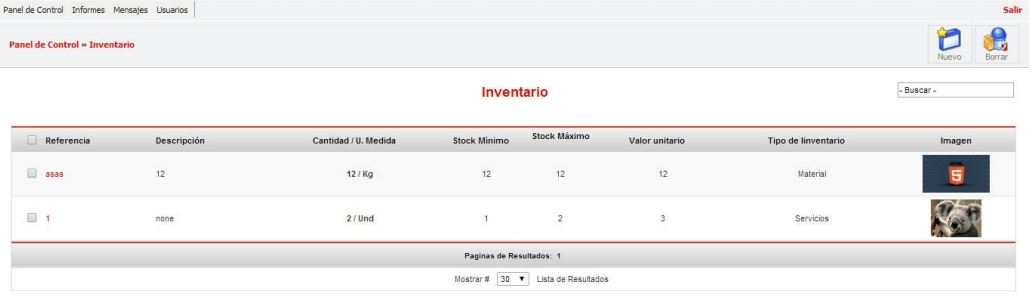 Panel de Control Informes Mensajes Usuarios Salir
Panel de Control » Inventario
Nuevo Borrar
Inventario
- Buscar -
Referencia Descripción Cantidad / U. Medida Stock Mínimo Stock Máximo Valor unitario Tipo de Iinventario Imagen
asas 12 12 / Kg 12 12 12 Material
5
1 none 2 / Und 1 2 3 Servicios
Paginas de Resultados: 1
Mostrar # 30 Lista de Resultados